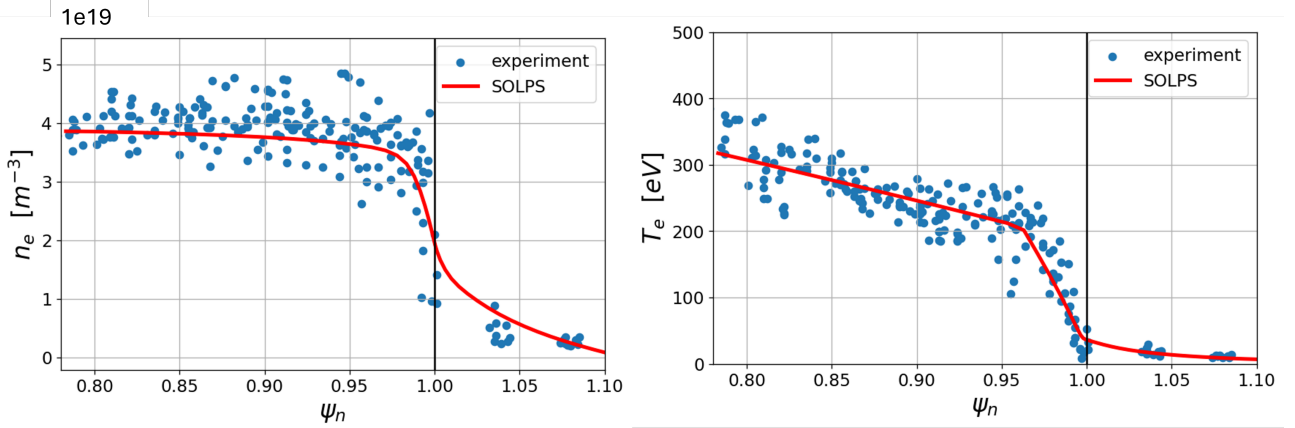 1e19
5
4
3
2
1
0
n_e [m^{-3}]
experiment
SOLPS
0.80 0.85 0.90 0.95 1.00 1.05 1.10
ψ_n
500
400
300
200
100
0
T_e [eV]
experiment
SOLPS
0.80 0.85 0.90 0.95 1.00 1.05 1.10
ψ_n